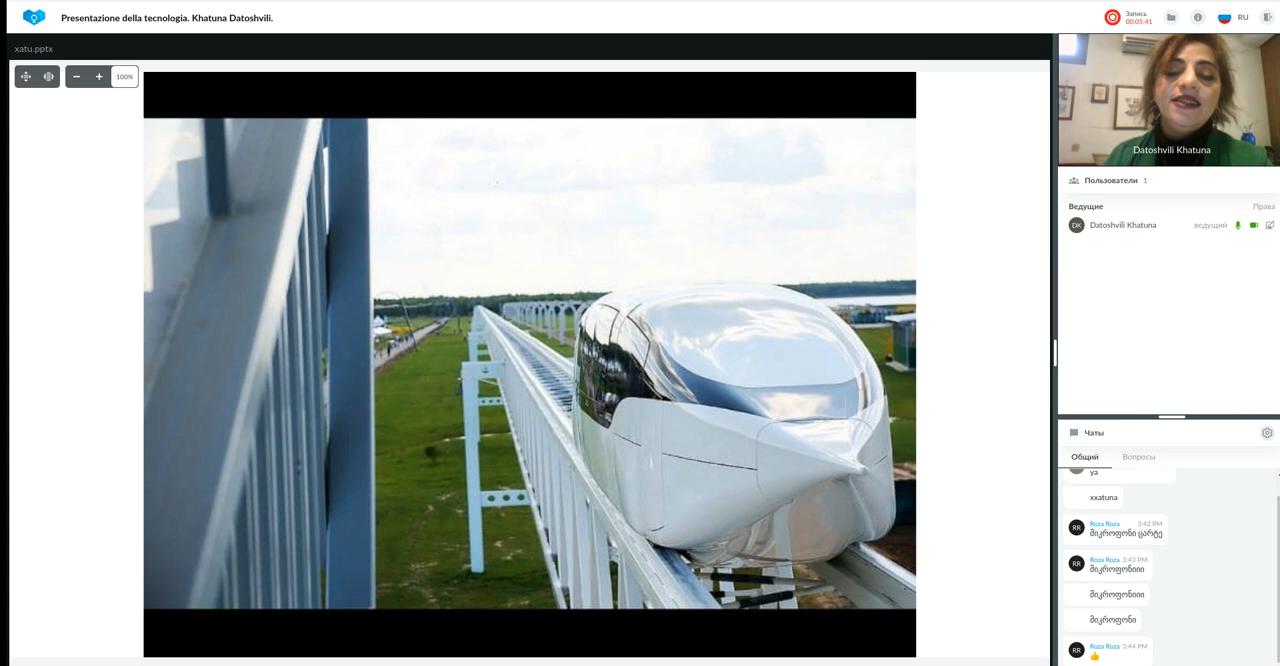 Presentazione della tecnologia. Khatuna Datoshvili.
Запись
00:05:41
RU
xatu.pptx
100%
Datoshvili Khatuna
Пользователи 1
Ведущие Права
DK Datoshvili Khatuna ведущий
Чаты
Общий Вопросы
ya
xxatuna
RR Roza Roza 3:42 PM
მიკროფონი ცარტე
RR Roza Roza 3:43 PM
მიკროფონიიი
მიკროფონიიი
მიკროფონი
RR Roza Roza 3:44 PM
👍